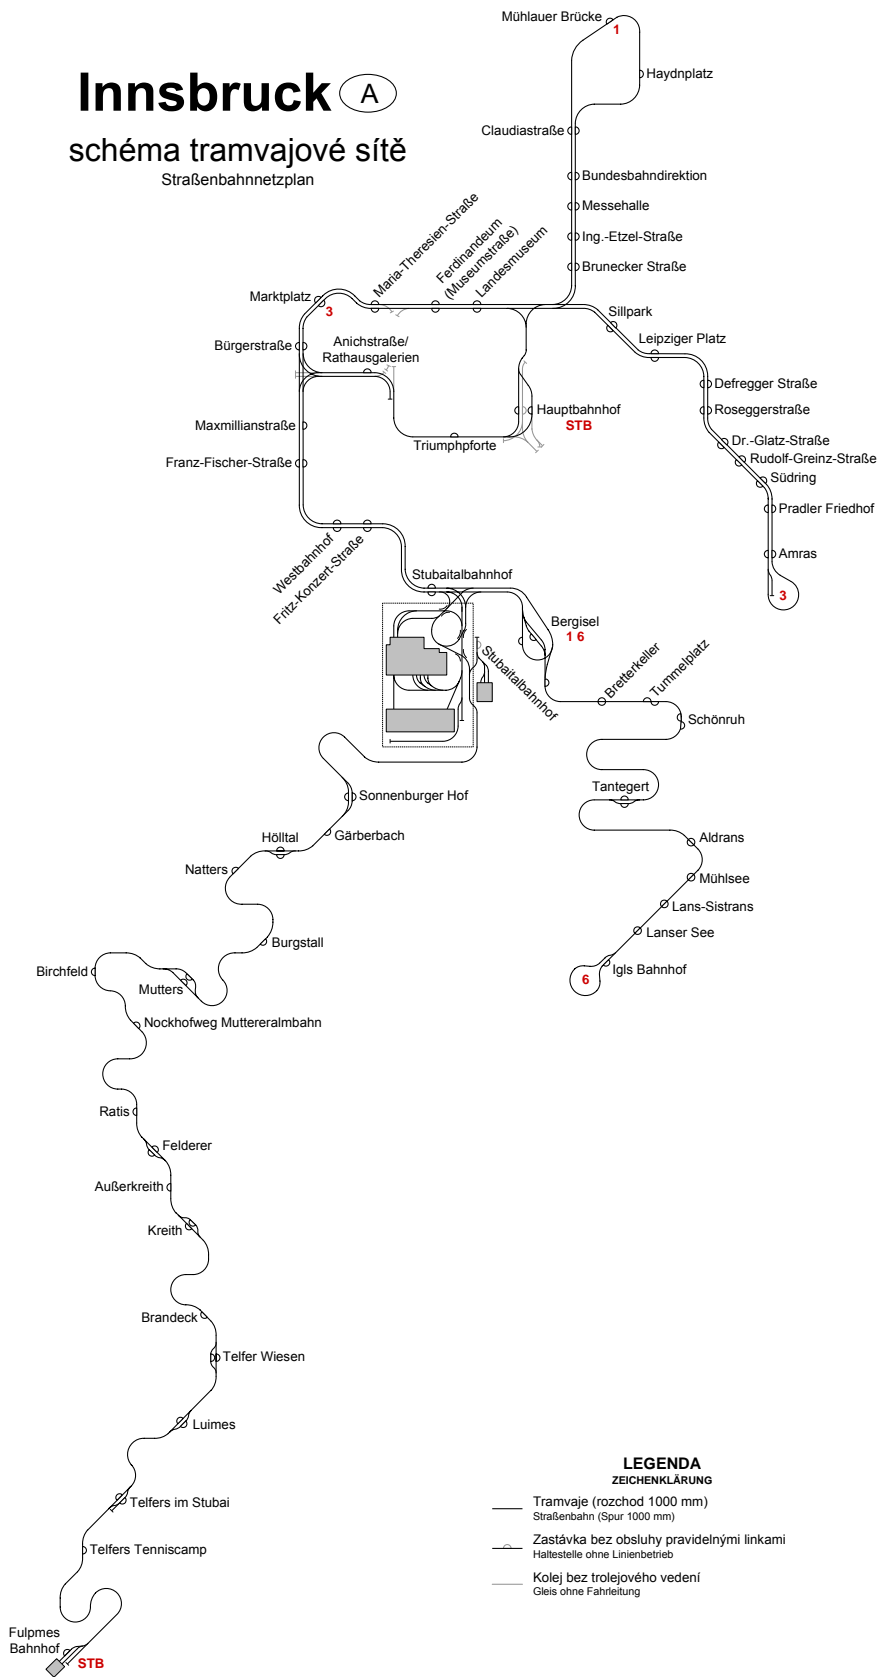 Mühlauer Brücke
1
Haydnplatz
Innsbruck A
schéma tramvajové sítě
Straßenbahnnetzplan
Claudiastraße
Bundesbahndirektion
Messehalle
Ing.-Etzel-Straße
Brunecker Straße
Maria-Theresien-Straße
Ferdinandeum
(Museumstraße)
Landesmuseum
Marktplatz
3
Sillpark
Leipziger Platz
Bürgerstraße
Anichstraße/
Rathausgalerien
Defregger Straße
Roseggerstraße
Hauptbahnhof
STB
Maxmillianstraße
Triumphpforte
Dr.-Glatz-Straße
Rudolf-Greinz-Straße
Franz-Fischer-Straße
Südring
Pradler Friedhof
Westbahnhof
Fritz-Konzert-Straße
Amras
3
Stubaitalbahnhof
Bergisel
1 6
Stubaitalbahnhof
Bretterkeller
Tummelplatz
Schönruh
Tantegert
Sonnenburger Hof
Gärberbach
Hölltal
Aldrans
Natters
Mühlsee
Lans-Sistrans
Lanser See
Burgstall
Igls Bahnhof
6
Birchfeld
Mutters
Nockhofweg Muttereralmbahn
Ratis
Felderer
Außerkreith
Kreith
Brandeck
Telfer Wiesen
Luimes
Telfers im Stubai
Telfers Tenniscamp
Fulpmes
Bahnhof
STB
LEGENDA
ZEICHENKLÄRUNG
Tramvaje (rozchod 1000 mm)
Straßenbahn (Spur 1000 mm)
Zastávka bez obsluhy pravidelnými linkami
Haltestelle ohne Linienbetrieb
Kolej bez trolejového vedení
Gleis ohne Fahrleitung